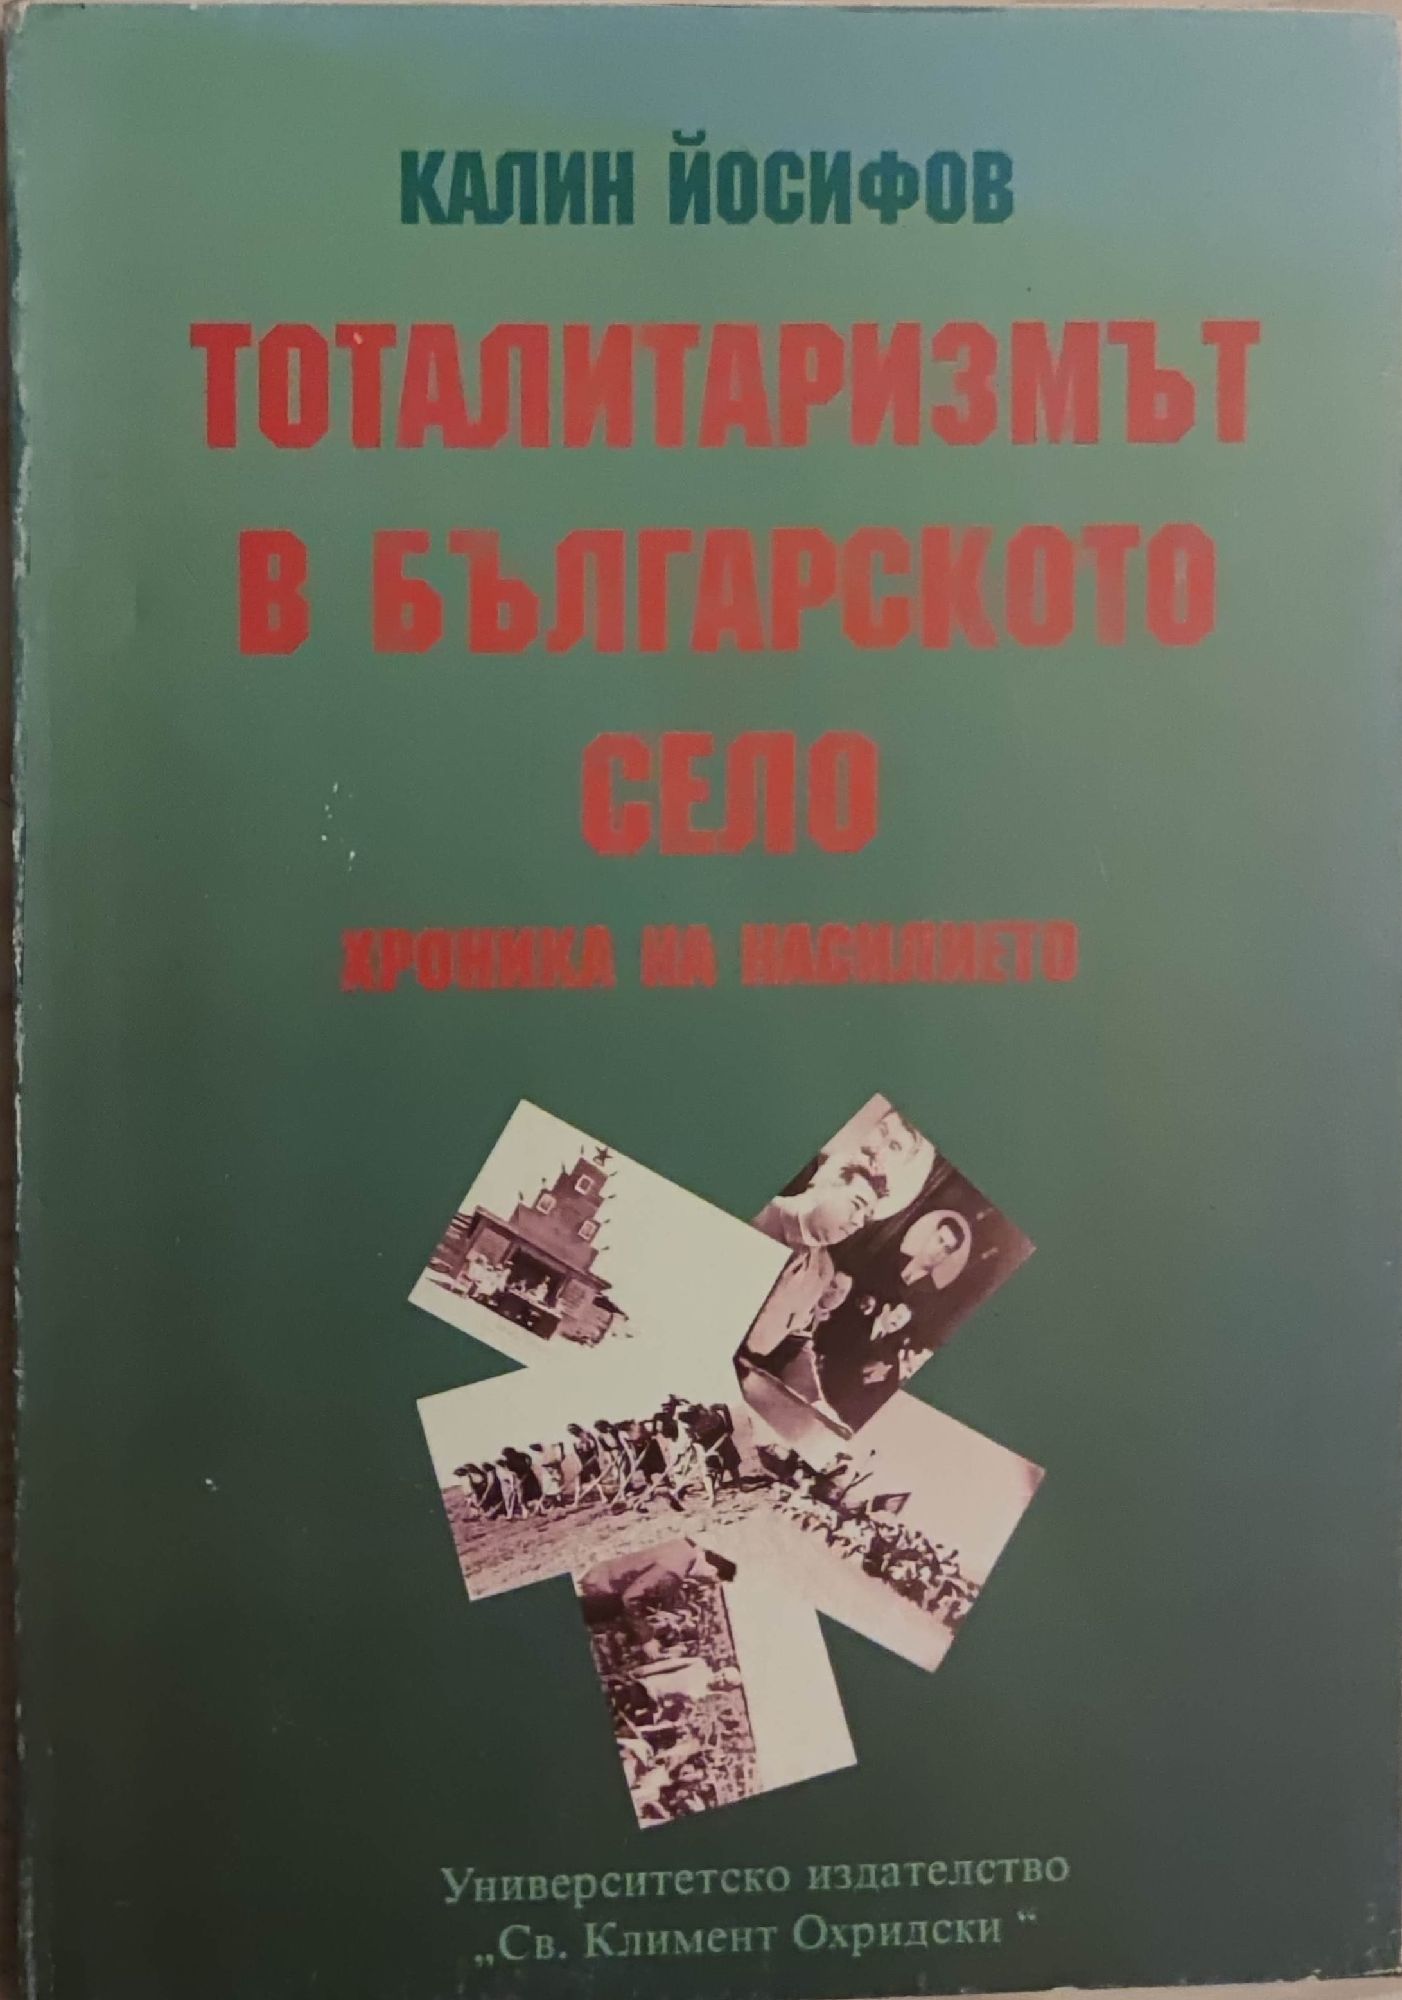 КАЛИН ЙОСИФОВ
ТОТАЛИТАРИЗМЪТ
В БЪЛГАРСКОТО
СЕЛО
ХРОНИКА НА НАСИЛИЕТО
Университетско издателство
„Св. Климент Охридски“